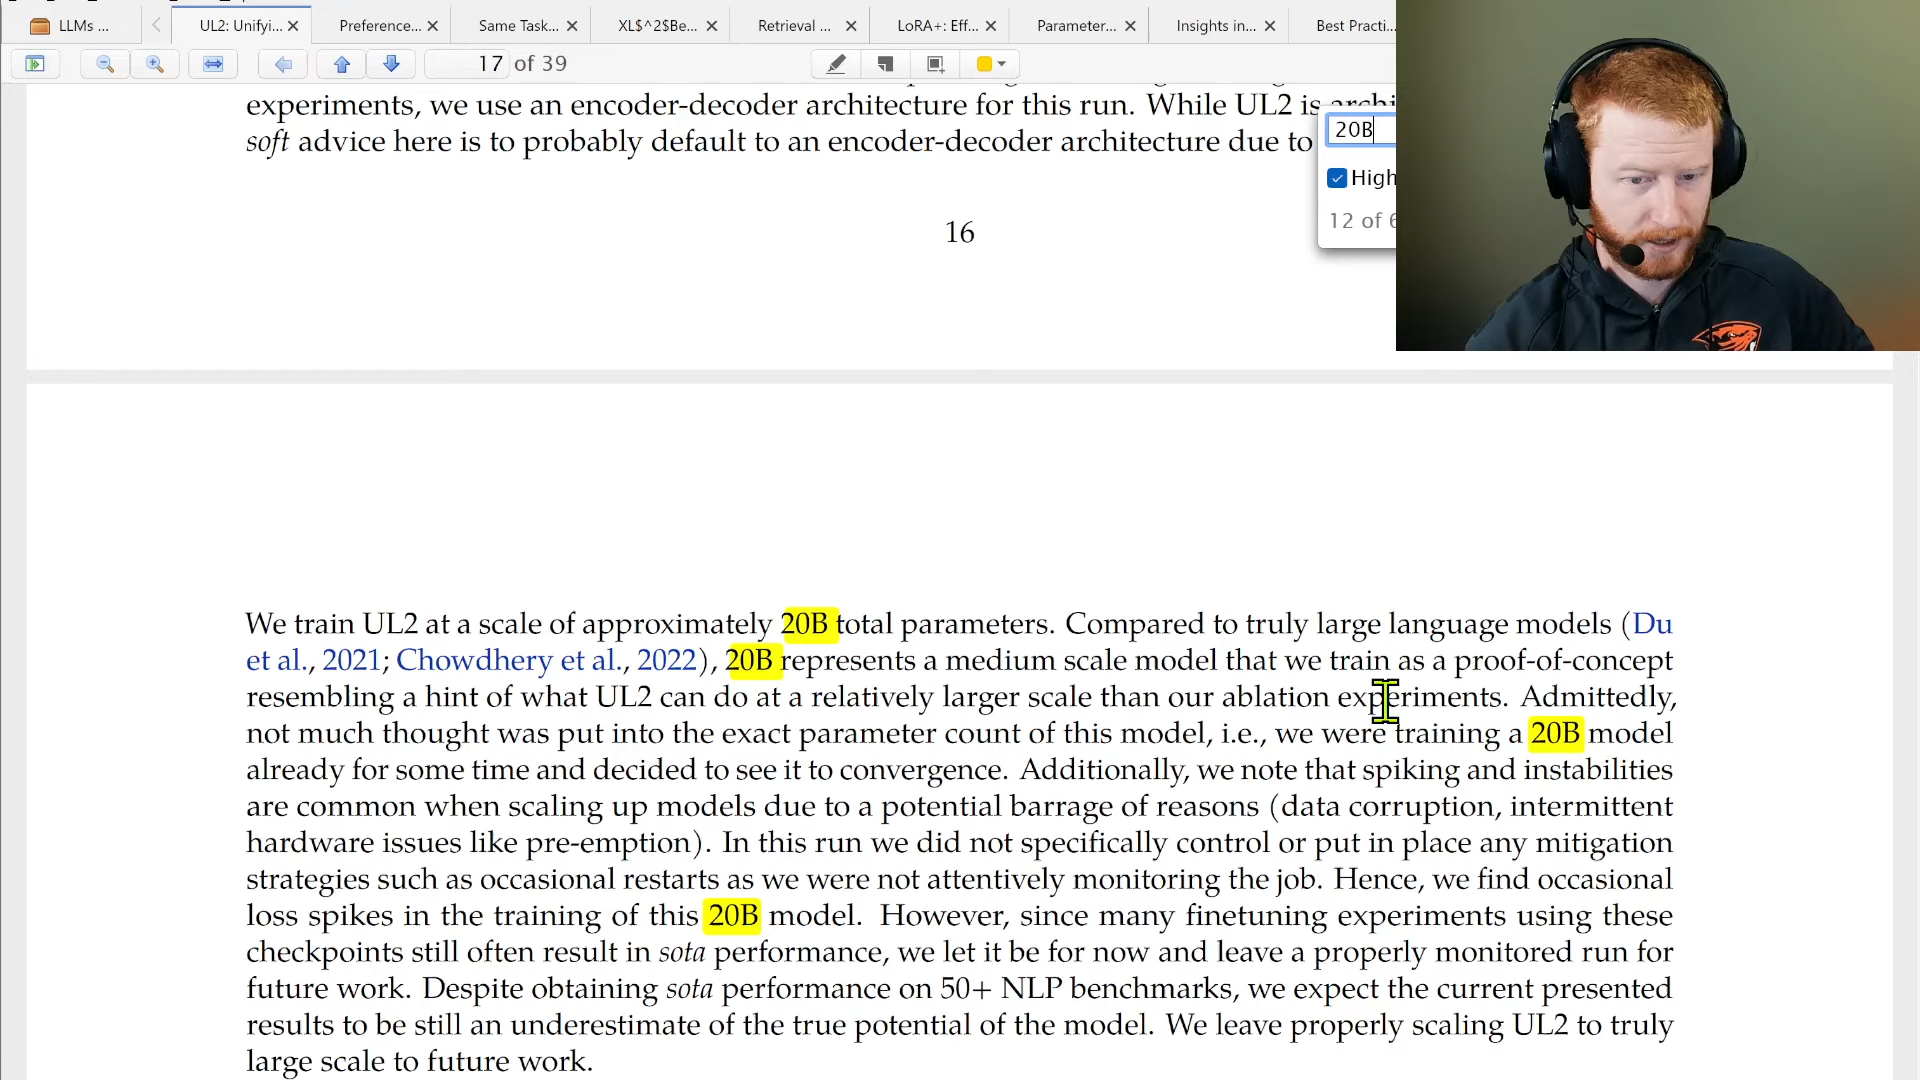 LLMs ...
UL2: Unifyi...
Preference...
Same Task...
XL$^2$Be...
Retrieval ...
LoRA+: Eff...
Parameter...
Insights in...
Best Practi...
17 of 39
experiments, we use an encoder-decoder architecture for this run. While UL2 is archi
soft advice here is to probably default to an encoder-decoder architecture due to
20B
High
12 of 6
16
We train UL2 at a scale of approximately 20B total parameters. Compared to truly large language models (Du
et al., 2021; Chowdhery et al., 2022), 20B represents a medium scale model that we train as a proof-of-concept
resembling a hint of what UL2 can do at a relatively larger scale than our ablation experiments. Admittedly,
not much thought was put into the exact parameter count of this model, i.e., we were training a 20B model
already for some time and decided to see it to convergence. Additionally, we note that spiking and instabilities
are common when scaling up models due to a potential barrage of reasons (data corruption, intermittent
hardware issues like pre-emption). In this run we did not specifically control or put in place any mitigation
strategies such as occasional restarts as we were not attentively monitoring the job. Hence, we find occasional
loss spikes in the training of this 20B model. However, since many finetuning experiments using these
checkpoints still often result in sota performance, we let it be for now and leave a properly monitored run for
future work. Despite obtaining sota performance on 50+ NLP benchmarks, we expect the current presented
results to be still an underestimate of the true potential of the model. We leave properly scaling UL2 to truly
large scale to future work.